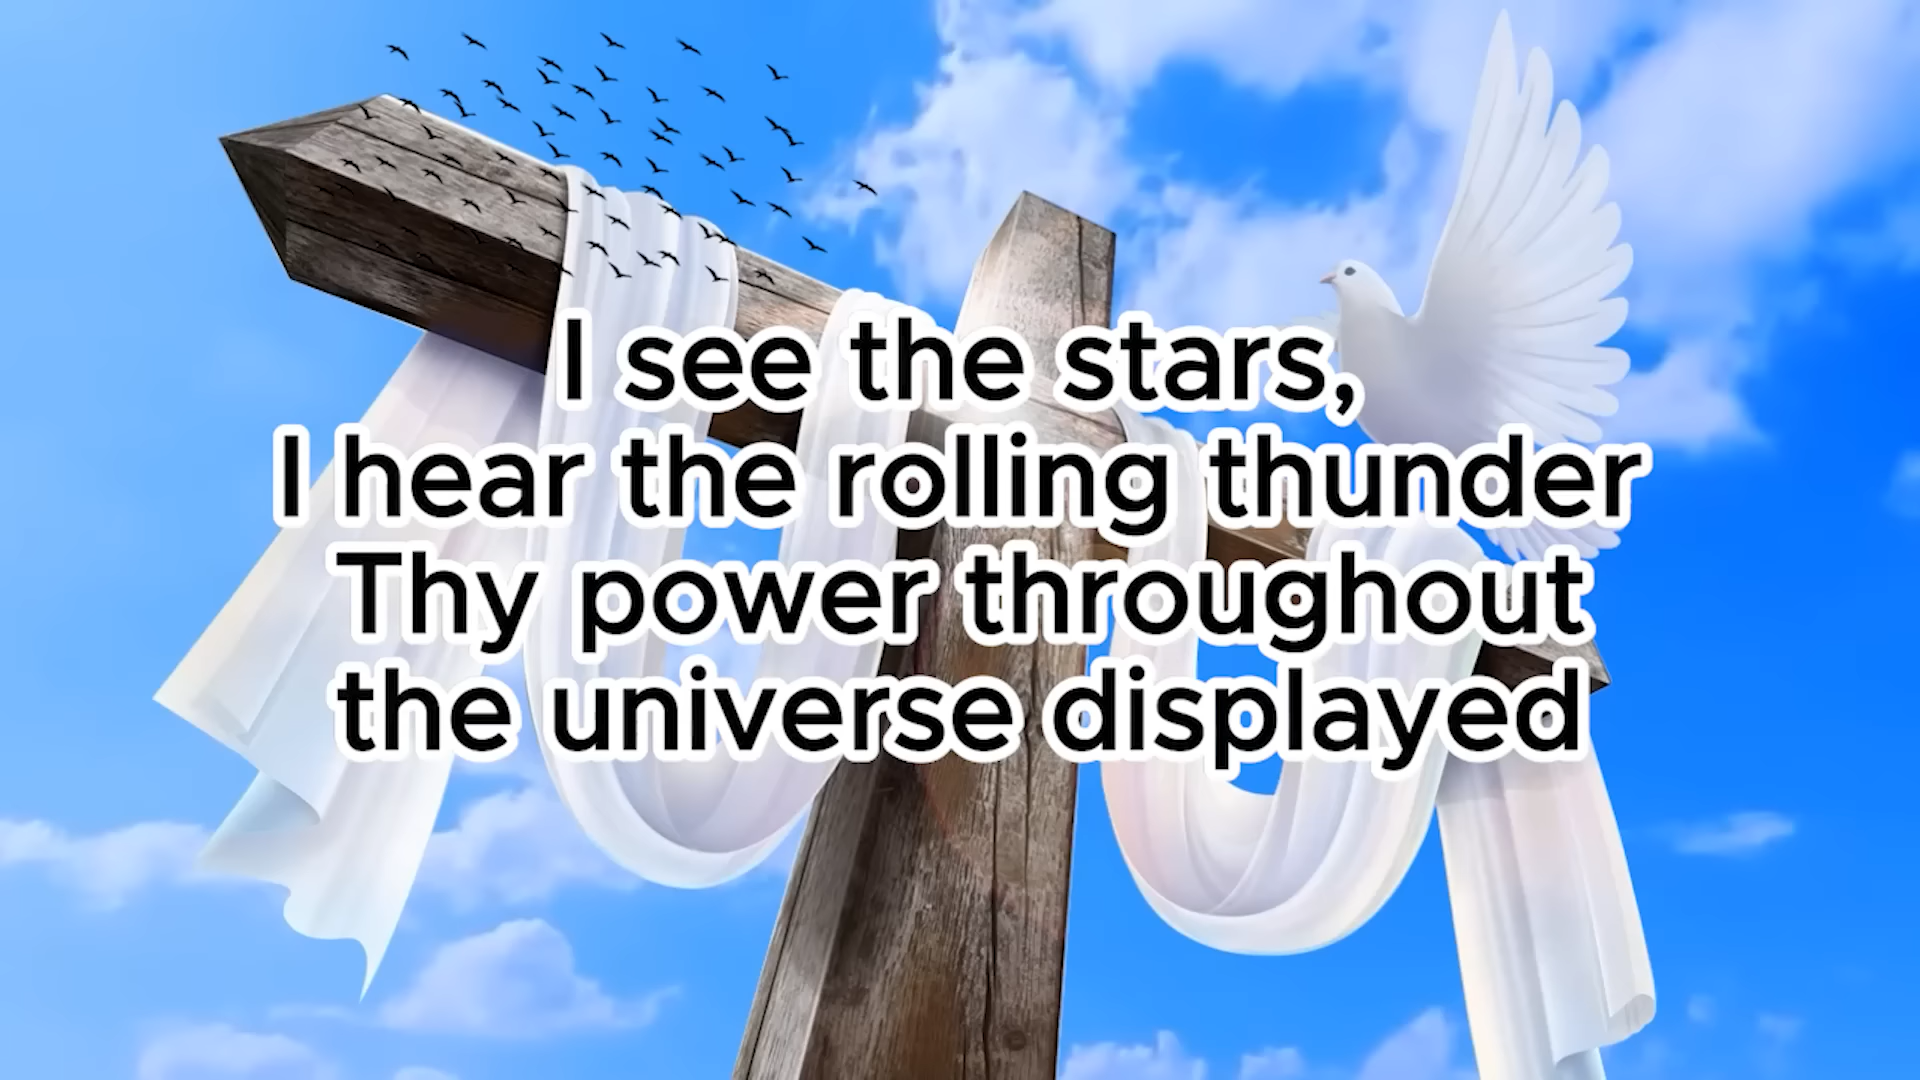 I see the stars,
I hear the rolling thunder
Thy power throughout
the universe displayed